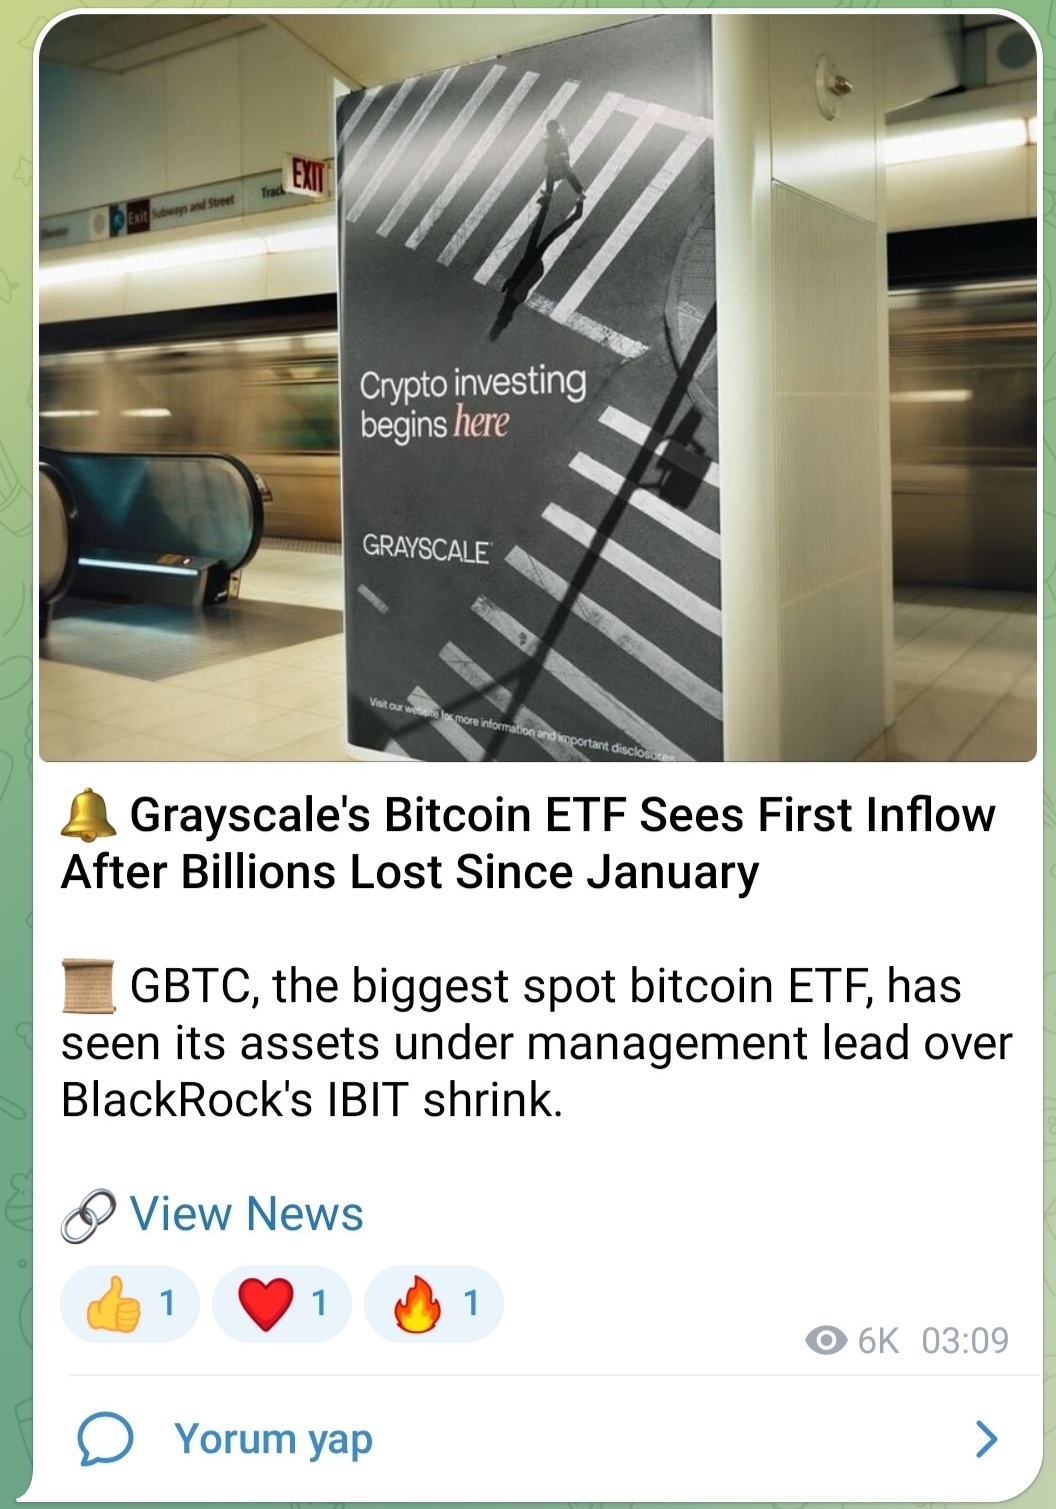 EXIT
Exit Subways and Street
Track
Crypto investing
begins here
GRAYSCALE
Visit our website for more information and important disclosures
🔔 Grayscale's Bitcoin ETF Sees First Inflow
After Billions Lost Since January
📜 GBTC, the biggest spot bitcoin ETF, has
seen its assets under management lead over
BlackRock's IBIT shrink.
🔗 View News
👍 1 ❤️ 1 🔥 1
6K 03:09
Yorum yap